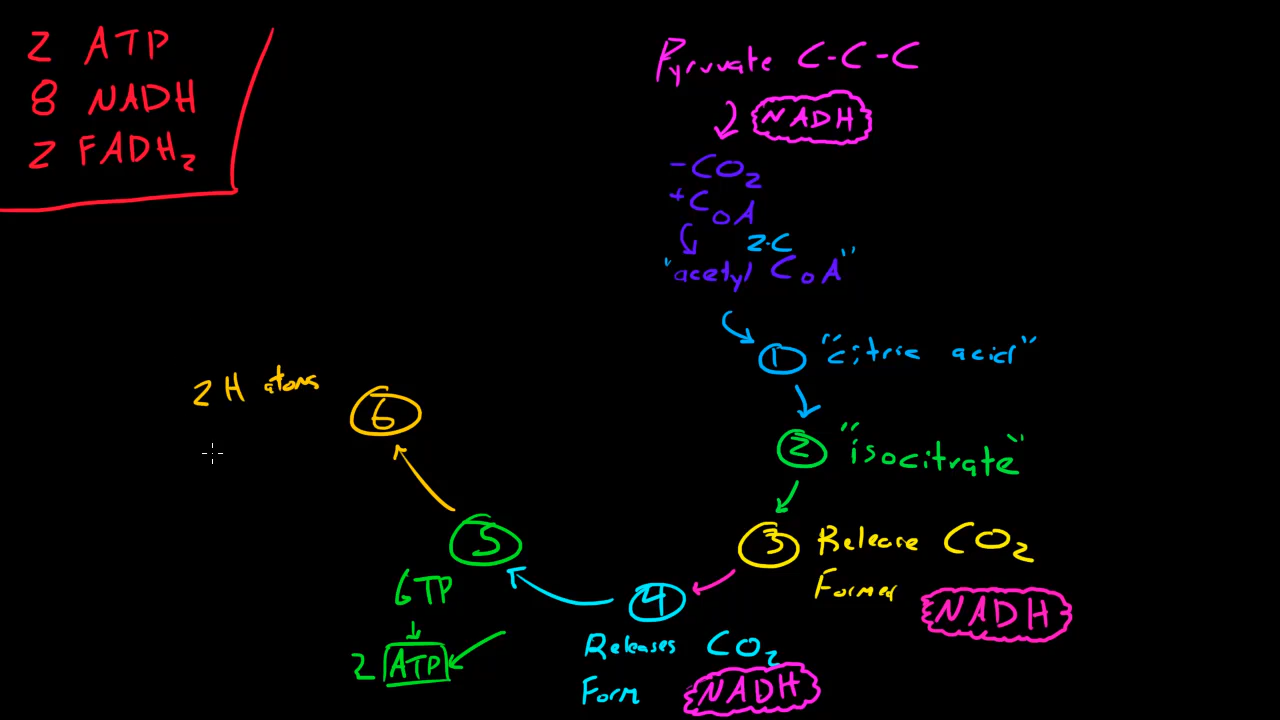 2 ATP
8 NADH
2 FADH₂
Pyruvate C-C-C
NADH
-CO₂
+CoA
2-C
"acetyl CoA"
1 "citric acid"
2 "isocitrate"
3 Release CO₂
Formed NADH
4
Releases CO₂
Form NADH
5
GTP
2 ATP
6
2 H atoms